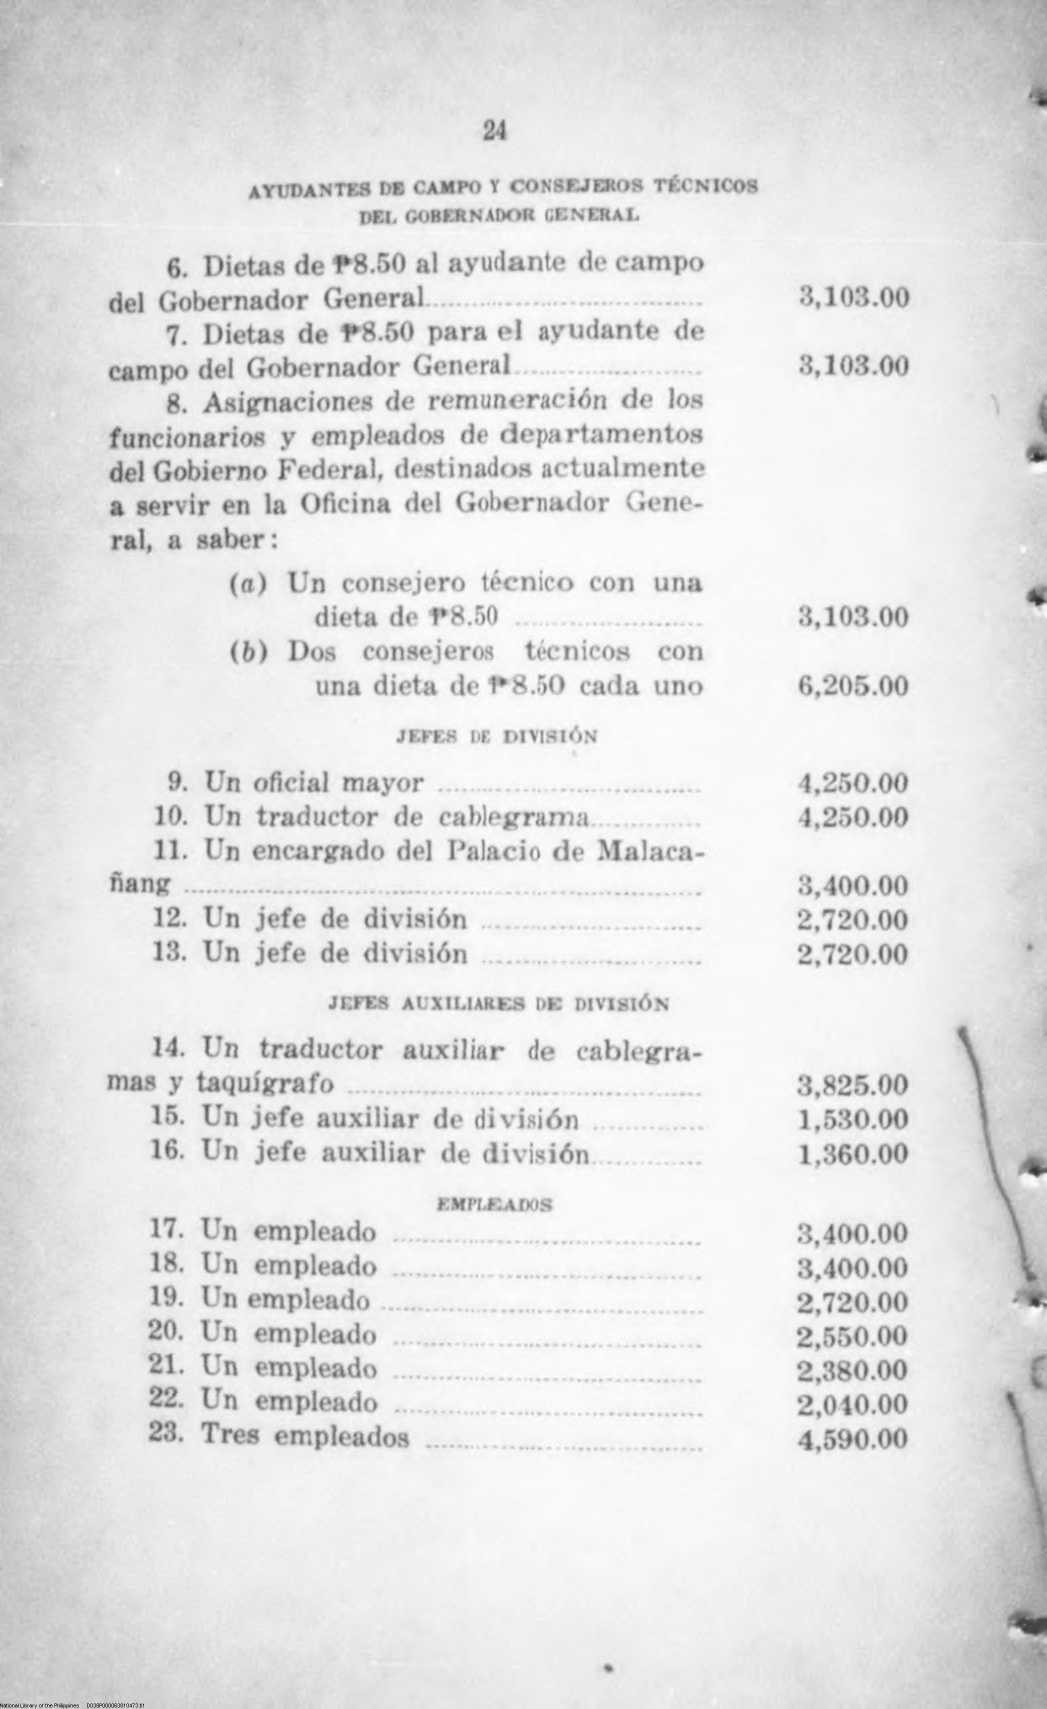 24
AYUDANTES DE CAMPO Y CONSEJEROS TÉCNICOS
DEL GOBERNADOR GENERAL
6. Dietas de ₱8.50 al ayudante de campo
del Gobernador General 3,103.00
7. Dietas de ₱8.50 para el ayudante de
campo del Gobernador General 3,103.00
8. Asignaciones de remuneración de los
funcionarios y empleados de departamentos
del Gobierno Federal, destinados actualmente
a servir en la Oficina del Gobernador Gene-
ral, a saber:
(a) Un consejero técnico con una
dieta de ₱8.50 3,103.00
(b) Dos consejeros técnicos con
una dieta de ₱8.50 cada uno 6,205.00
JEFES DE DIVISIÓN
9. Un oficial mayor 4,250.00
10. Un traductor de cablegrama 4,250.00
11. Un encargado del Palacio de Malaca-
ñang 3,400.00
12. Un jefe de división 2,720.00
13. Un jefe de división 2,720.00
JEFES AUXILIARES DE DIVISIÓN
14. Un traductor auxiliar de cablegra-
mas y taquígrafo 3,825.00
15. Un jefe auxiliar de división 1,530.00
16. Un jefe auxiliar de división 1,360.00
EMPLEADOS
17. Un empleado 3,400.00
18. Un empleado 3,400.00
19. Un empleado 2,720.00
20. Un empleado 2,550.00
21. Un empleado 2,380.00
22. Un empleado 2,040.00
23. Tres empleados 4,590.00
National Library of the Philippines